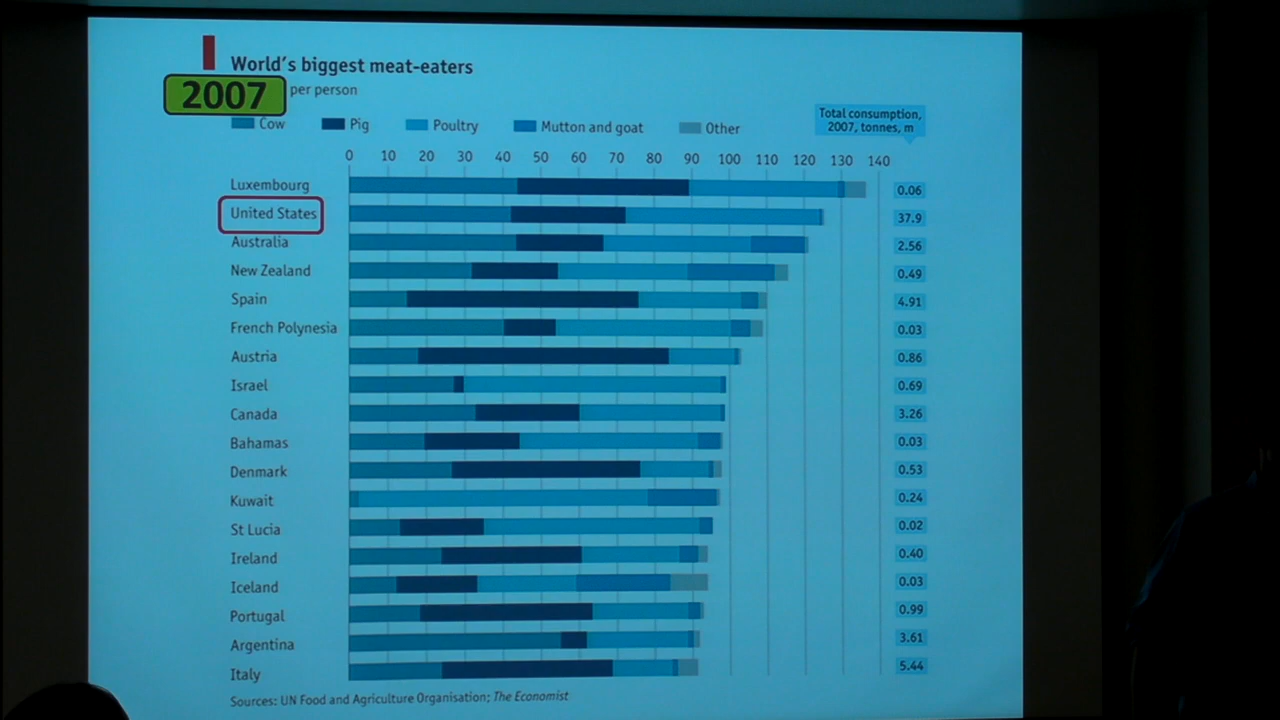 World's biggest meat-eaters
2007 per person
Cow Pig Poultry Mutton and goat Other
Total consumption,
2007, tonnes, m
0 10 20 30 40 50 60 70 80 90 100 110 120 130 140
Luxembourg 0.06
United States 37.9
Australia 2.56
New Zealand 0.49
Spain 4.91
French Polynesia 0.03
Austria 0.86
Israel 0.69
Canada 3.26
Bahamas 0.03
Denmark 0.53
Kuwait 0.24
St Lucia 0.02
Ireland 0.40
Iceland 0.03
Portugal 0.99
Argentina 3.61
Italy 5.44
Sources: UN Food and Agriculture Organisation; The Economist